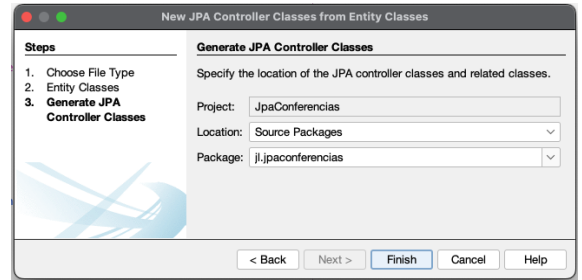 New JPA Controller Classes from Entity Classes
Steps
1. Choose File Type
2. Entity Classes
3. Generate JPA
Controller Classes
Generate JPA Controller Classes
Specify the location of the JPA controller classes and related classes.
Project: JpaConferencias
Location: Source Packages
Package: jl.jpaconferencias
< Back Next > Finish Cancel Help